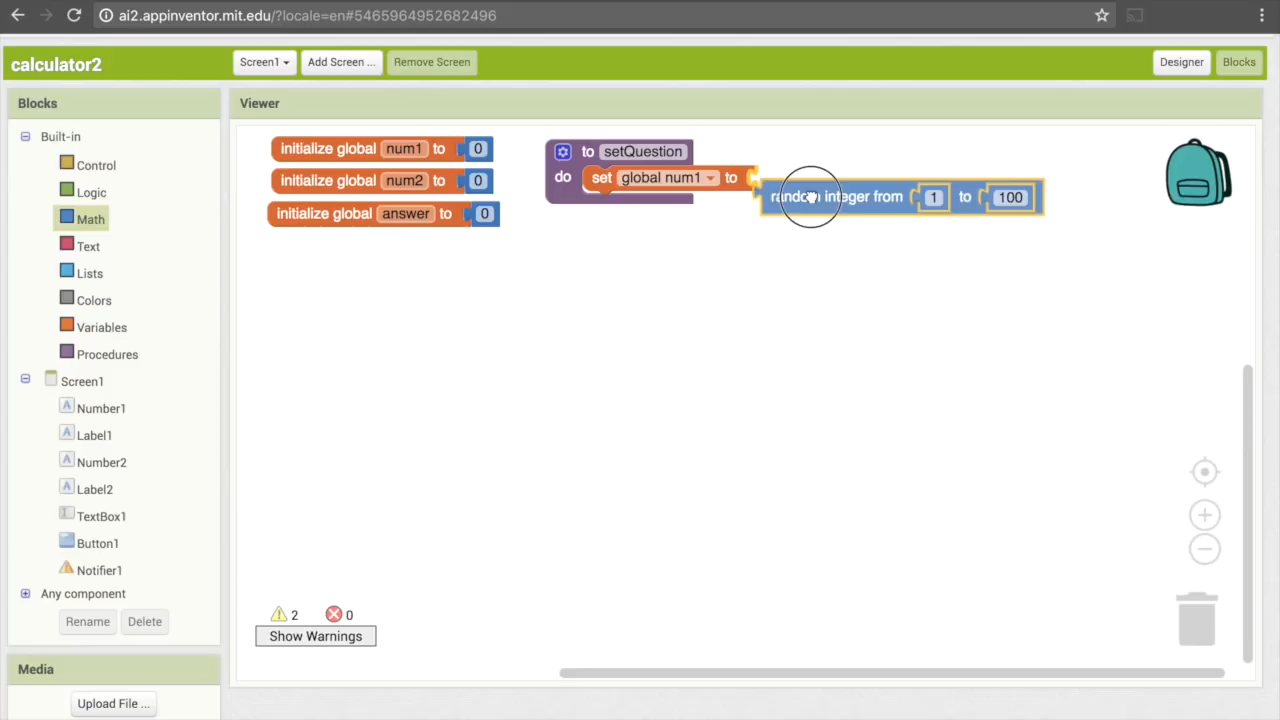 ai2.appinventor.mit.edu/?locale=en#5465964952682496
calculator2
Screen1
Add Screen ...
Remove Screen
Designer
Blocks
Blocks
Viewer
Built-in
Control
Logic
Math
Text
Lists
Colors
Variables
Procedures
Screen1
Number1
Label1
Number2
Label2
TextBox1
Button1
Notifier1
Any component
Rename
Delete
Media
Upload File ...
initialize global num1 to 0
initialize global num2 to 0
initialize global answer to 0
to setQuestion
do set global num1 to
random integer from 1 to 100
2
0
Show Warnings